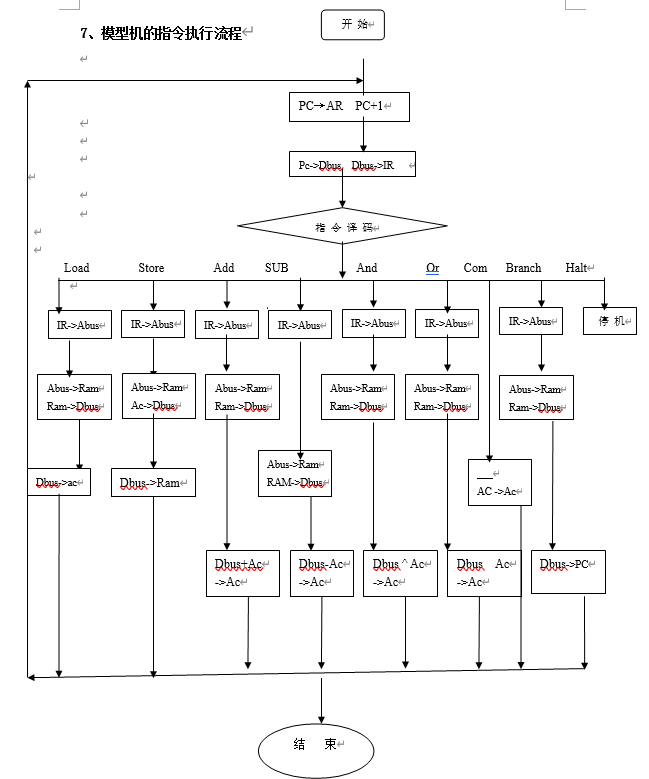 开 始
7、模型机的指令执行流程
PC→AR PC+1
Pc->Dbus Dbus->IR
指 令 译 码
Load Store Add SUB And Or Com Branch Halt
IR->Abus IR->Abus IR->Abus IR->Abus IR->Abus IR->Abus IR->Abus 停 机
Abus->Ram Abus->Ram Abus->Ram Abus->Ram Abus->Ram Abus->Ram
Ram->Dbus Ac->Dbus Ram->Dbus Ram->Dbus Ram->Dbus Ram->Dbus
Abus->Ram
RAM->Dbus
Dbus->ac Dbus->Ram
AC ->Ac
Dbus+Ac Dbus-Ac Dbus ^ Ac Dbus Ac Dbus->PC
->Ac ->Ac ->Ac ->Ac
结 束